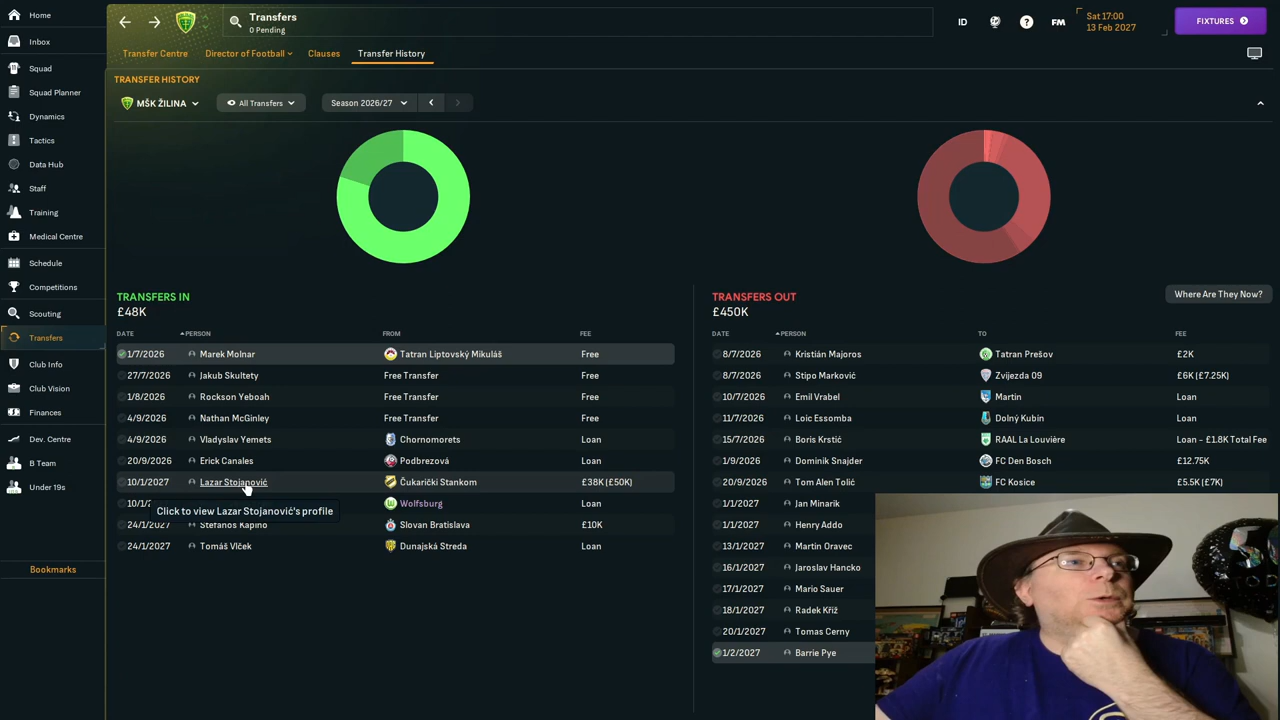 Home
Inbox
Squad
Squad Planner
Dynamics
Tactics
Data Hub
Staff
Training
Medical Centre
Schedule
Competitions
Scouting
Transfers
Club Info
Club Vision
Finances
Dev. Centre
B Team
Under 19s
Bookmarks
Transfers
0 Pending
ID
FM
Sat 17:00
13 Feb 2027
FIXTURES
Transfer Centre
Director of Football
Clauses
Transfer History
TRANSFER HISTORY
MŠK ŽILINA
All Transfers
Season 2026/27
TRANSFERS IN
£48K
DATE PERSON FROM FEE
1/7/2026 Marek Molnar Tatran Liptovský Mikuláš Free
27/7/2026 Jakub Skultety Free Transfer Free
1/8/2026 Rockson Yeboah Free Transfer Free
4/9/2026 Nathan McGinley Free Transfer Free
4/9/2026 Vladyslav Yemets Chornomorets Loan
20/9/2026 Erick Canales Podbrezová Loan
10/1/2027 Lazar Stojanović Čukarički Stankom £38K (£50K)
10/1/2 Wolfsburg Loan
Click to view Lazar Stojanović's profile
24/1/2027 Stefanos Kapino Slovan Bratislava £10K
24/1/2027 Tomáš Vlček Dunajská Streda Loan
TRANSFERS OUT
£450K
Where Are They Now?
DATE PERSON TO FEE
8/7/2026 Kristián Majoros Tatran Prešov £2K
8/7/2026 Stipo Marković Zvijezda 09 £6K (£7.25K)
10/7/2026 Emil Vrabel Martin Loan
11/7/2026 Loic Essomba Dolný Kubín Loan
15/7/2026 Boris Krstić RAAL La Louvière Loan - £1.8K Total Fee
1/9/2026 Dominik Snajder FC Den Bosch £12.75K
20/9/2026 Tom Alen Tolić FC Kosice £5.5K (£7K)
1/1/2027 Jan Minarik
1/1/2027 Henry Addo
13/1/2027 Martin Oravec
16/1/2027 Jaroslav Hancko
17/1/2027 Mario Sauer
18/1/2027 Radek Kříž
20/1/2027 Tomas Cerny
1/2/2027 Barrie Pye